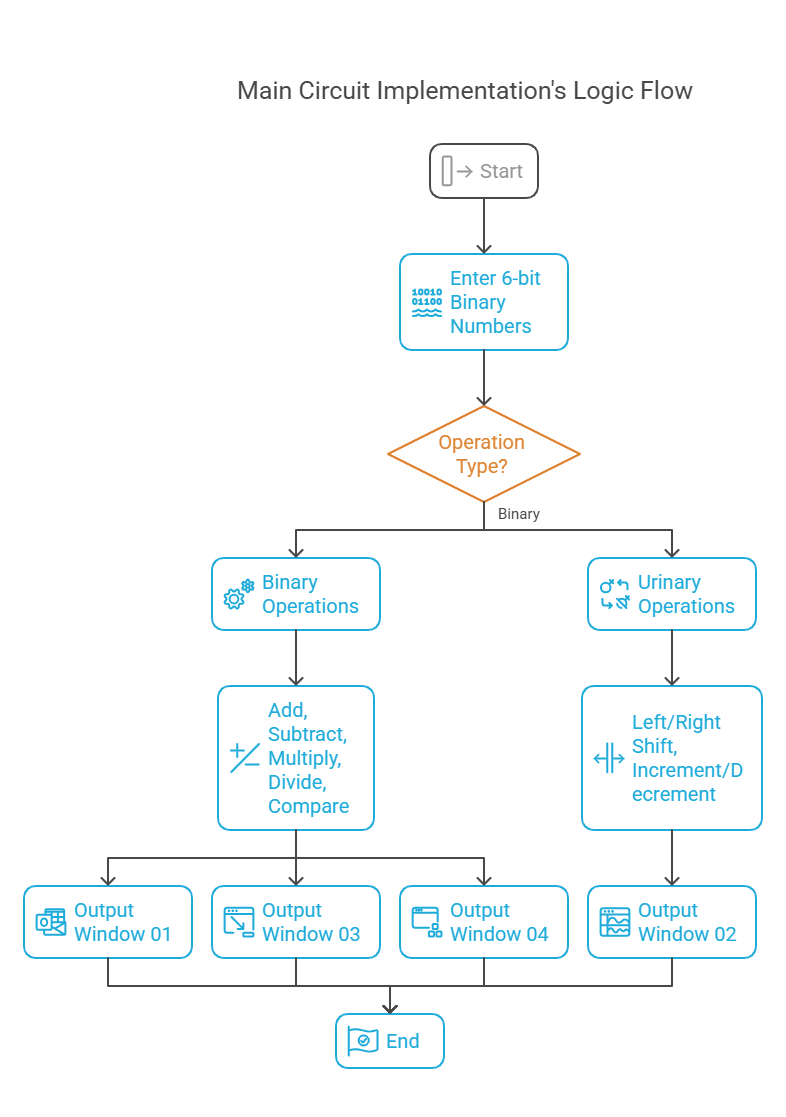 Main Circuit Implementation's Logic Flow
Start
10010
01100
Enter 6-bit
Binary
Numbers
Operation
Type?
Binary
Binary
Operations
Urinary
Operations
Add,
Subtract,
Multiply,
Divide,
Compare
Left/Right
Shift,
Increment/D
ecrement
Output
Window 01
Output
Window 03
Output
Window 04
Output
Window 02
End